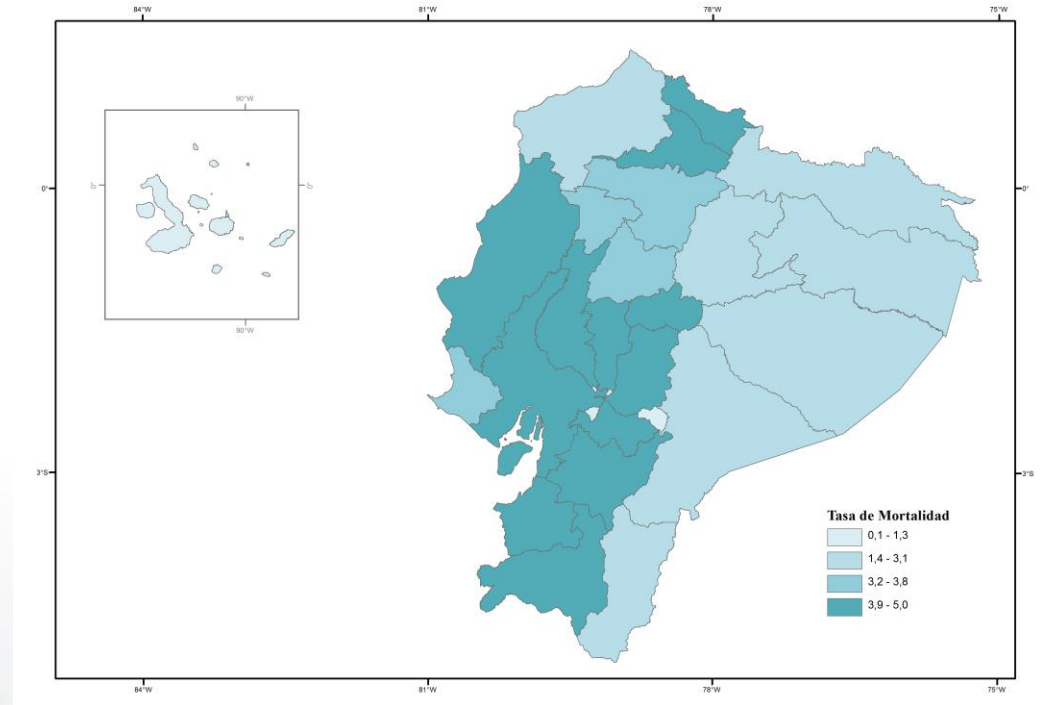 84°W 81°W 78°W 75°W
90°W
0° 0°
0° 0°
90°W
3°S 3°S
Tasa de Mortalidad
0,1 - 1,3
1,4 - 3,1
3,2 - 3,8
3,9 - 5,0
84°W 81°W 78°W 75°W